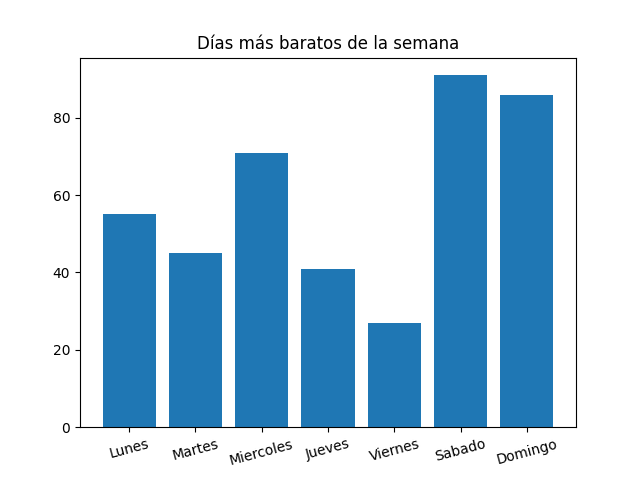 Días más baratos de la semana
80
60
40
20
0
Lunes
Martes
Miercoles
Jueves
Viernes
Sabado
Domingo